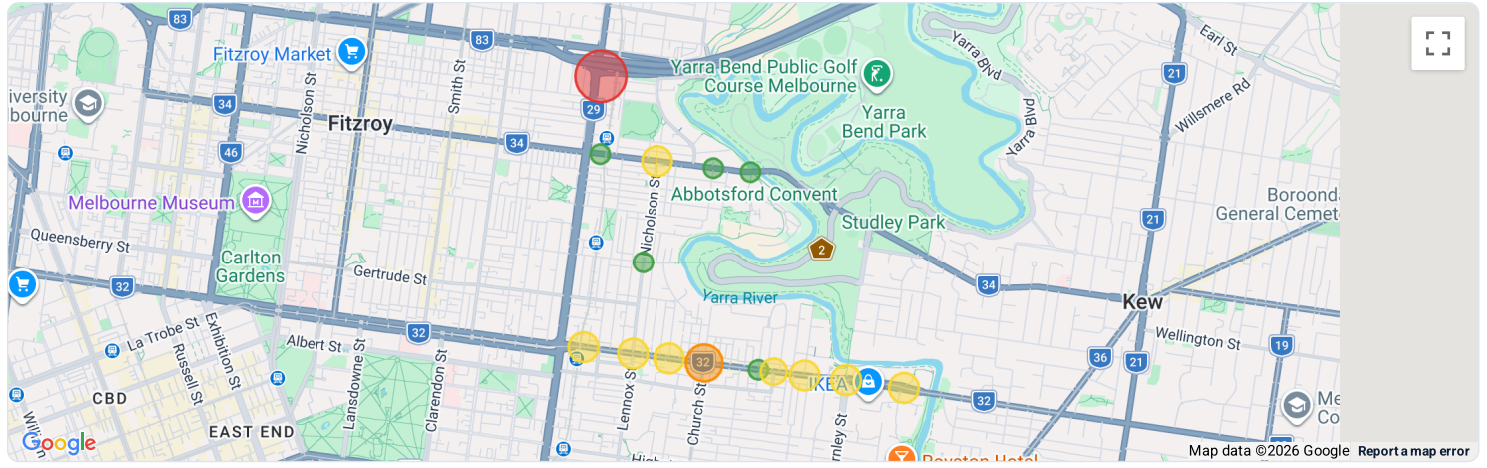 83
Fitzroy Market
83
Smith St
Nicholson St
Yarra Bend Public Golf
Course Melbourne
Yarra Blvd
Earl St
21
Willsmere Rd
34
29
Fitzroy
34
46
Yarra
Bend Park
Yarra Blvd
Melbourne Museum
Abbotsford Convent
Nicholson St
Studley Park
21
General
Queensberry St
Carlton
Gardens
Gertrude St
2
32
34
Yarra River
Kew
La Trobe St
Exhibition St
Russell St
Albert St
32
Lansdowne St
Clarendon St
Lennox St
Church St
32
IKEA
Wellington St
36
21
19
32
CBD
EAST END
Google
Map data ©2026 Google
Report a map error